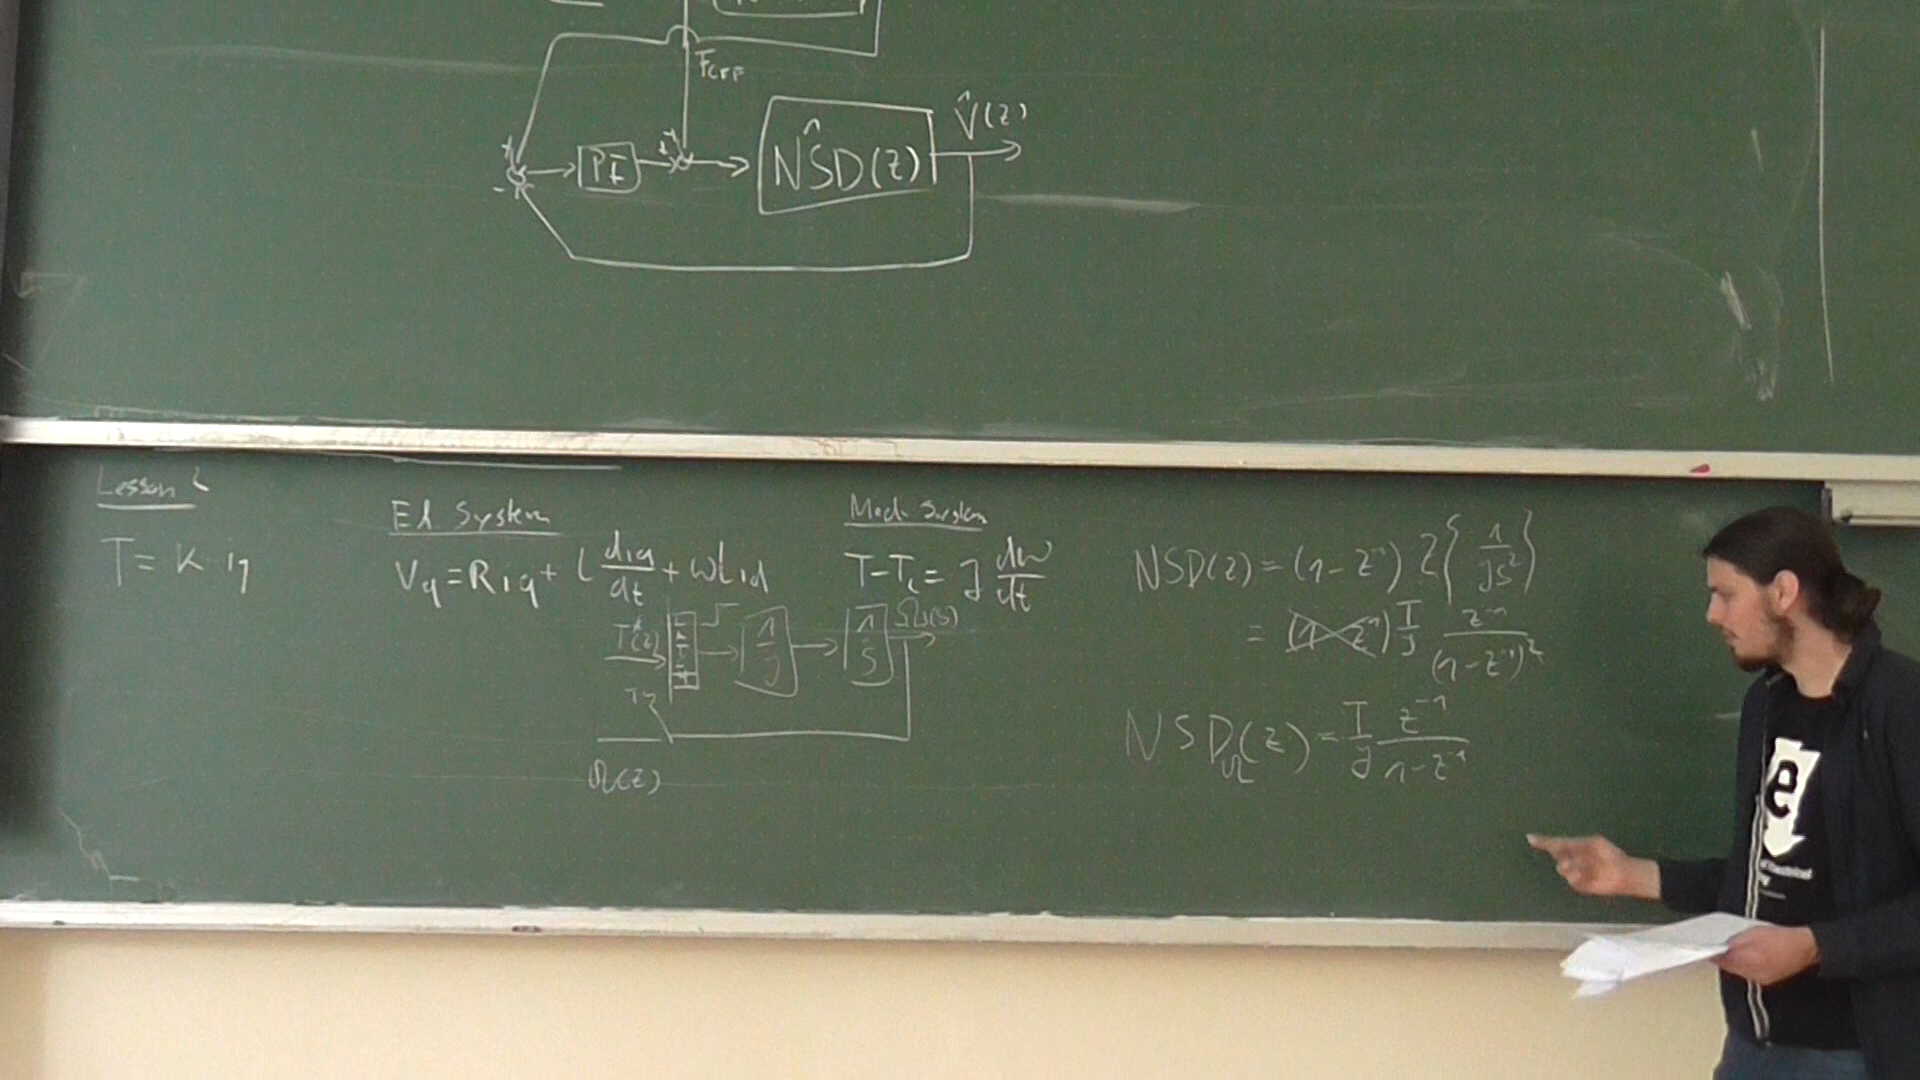 F_CFF
PI
N̂SD(z)
V̂(z)
Lesson 2
T = K · iq
El. System
Vq = R iq + L diq/dt + ωL id
Mech. System
T - T_L = J dω/dt
T*(z)
1/J
1/S
Ω(s)
Ω(z)
NSD(z) = (1 - z⁻¹) Z{1/Js²}
= (1 - z⁻¹) T/J z⁻¹/(1 - z⁻¹)²
NSD_Ω(z) = T/J z⁻¹/1 - z⁻¹
e